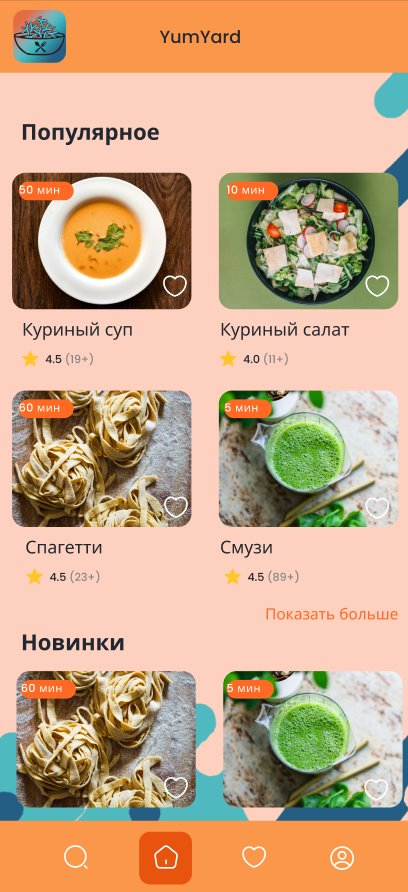 YumYard
Популярное
50 мин
10 мин
Куриный суп
Куриный салат
4.5 (19+)
4.0 (11+)
60 мин
5 мин
Спагетти
Смузи
4.5 (23+)
4.5 (89+)
Показать больше
Новинки
60 мин
5 мин